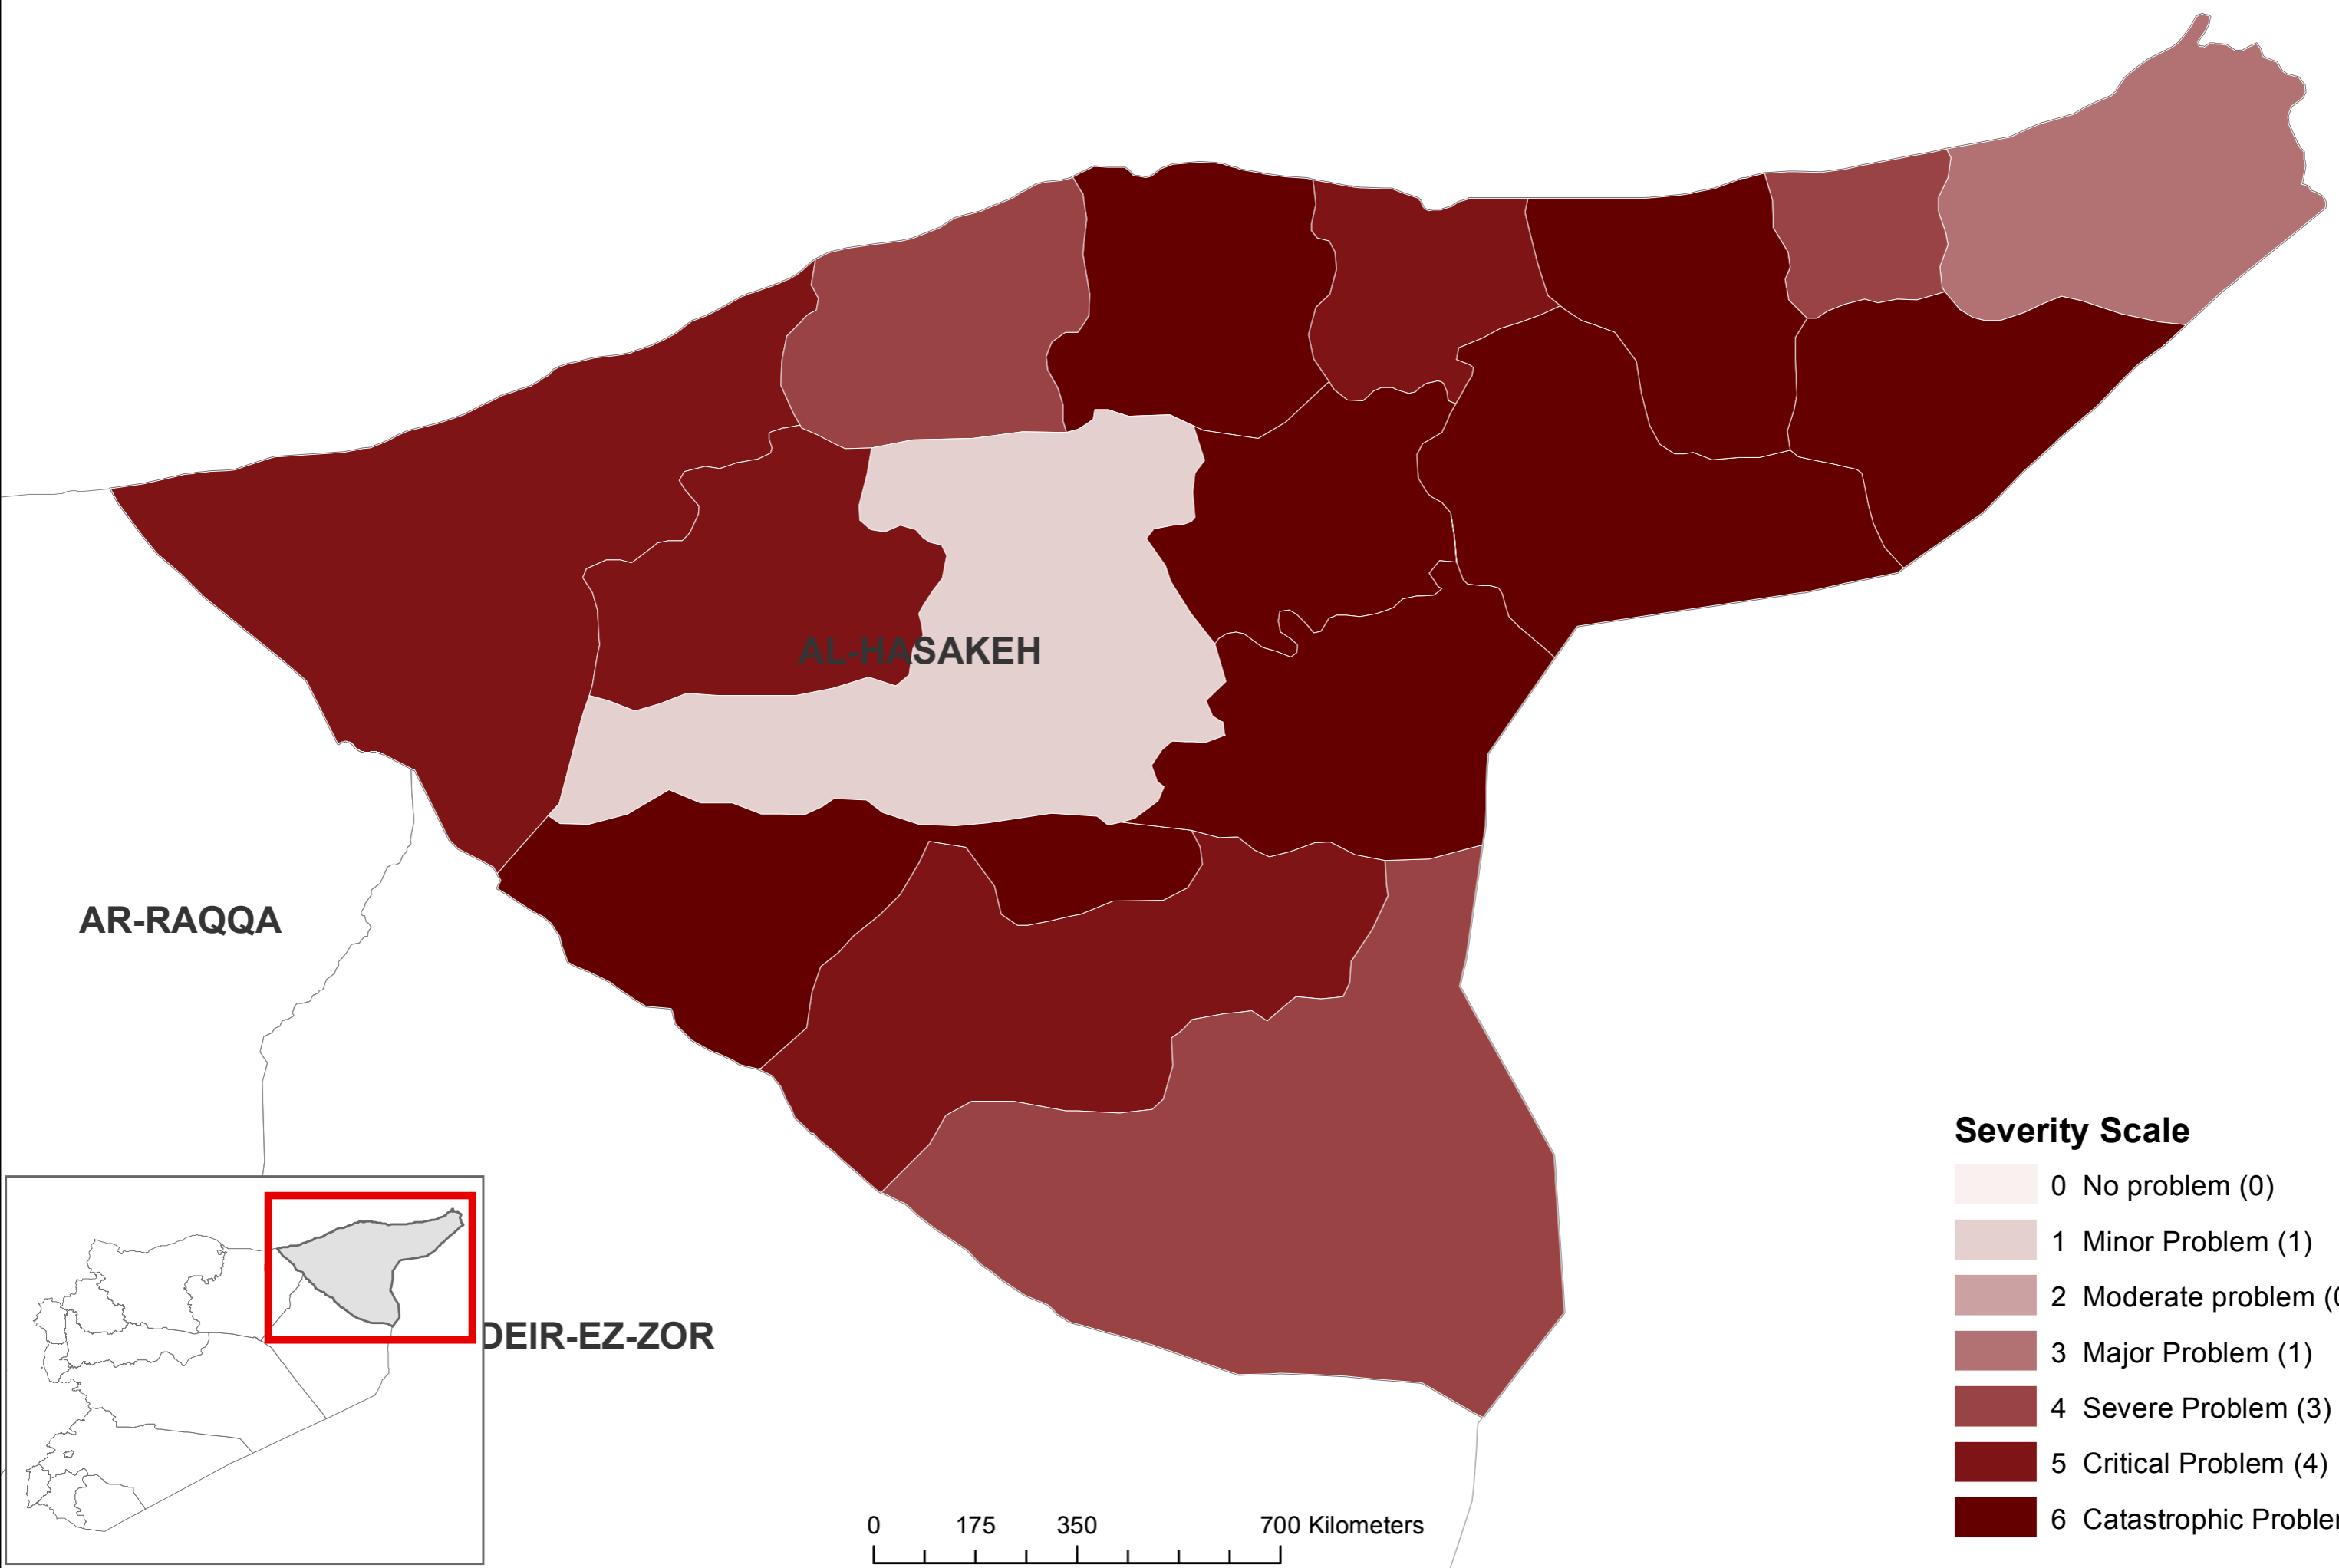 AL-HASAKEH
AR-RAQQA
DEIR-EZ-ZOR
Severity Scale
0 No problem (0)
1 Minor Problem (1)
2 Moderate problem (
3 Major Problem (1)
4 Severe Problem (3)
5 Critical Problem (4)
6 Catastrophic Proble
0 175 350 700 Kilometers